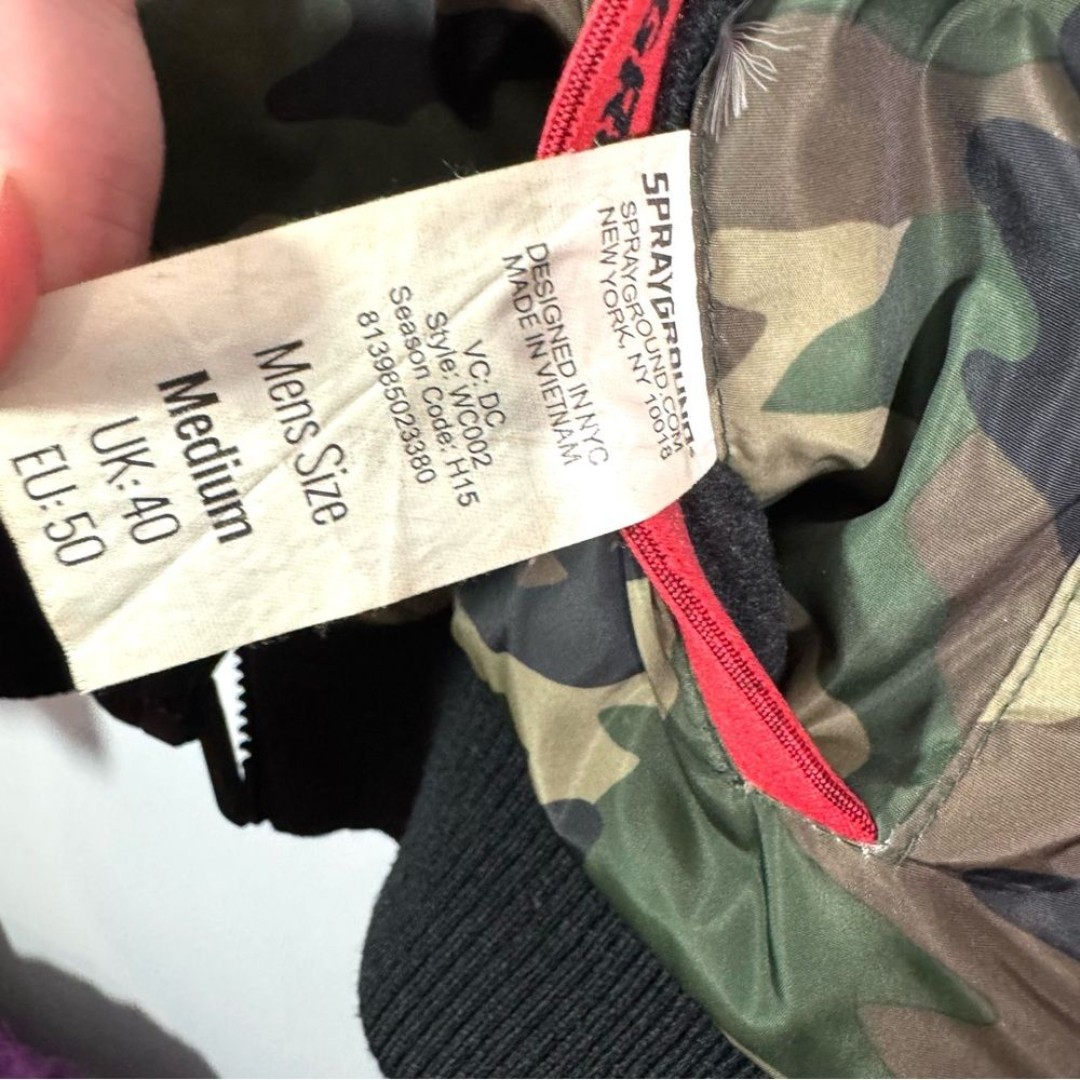 SPRAYGROUND
SPRAYGROUND.COM
NEW YORK, NY 10018
DESIGNED IN NYC
MADE IN VIETNAM
VC: DC
Style: WC002
Season Code: H15
813985023380
Mens Size
Medium
UK: 40
EU: 50